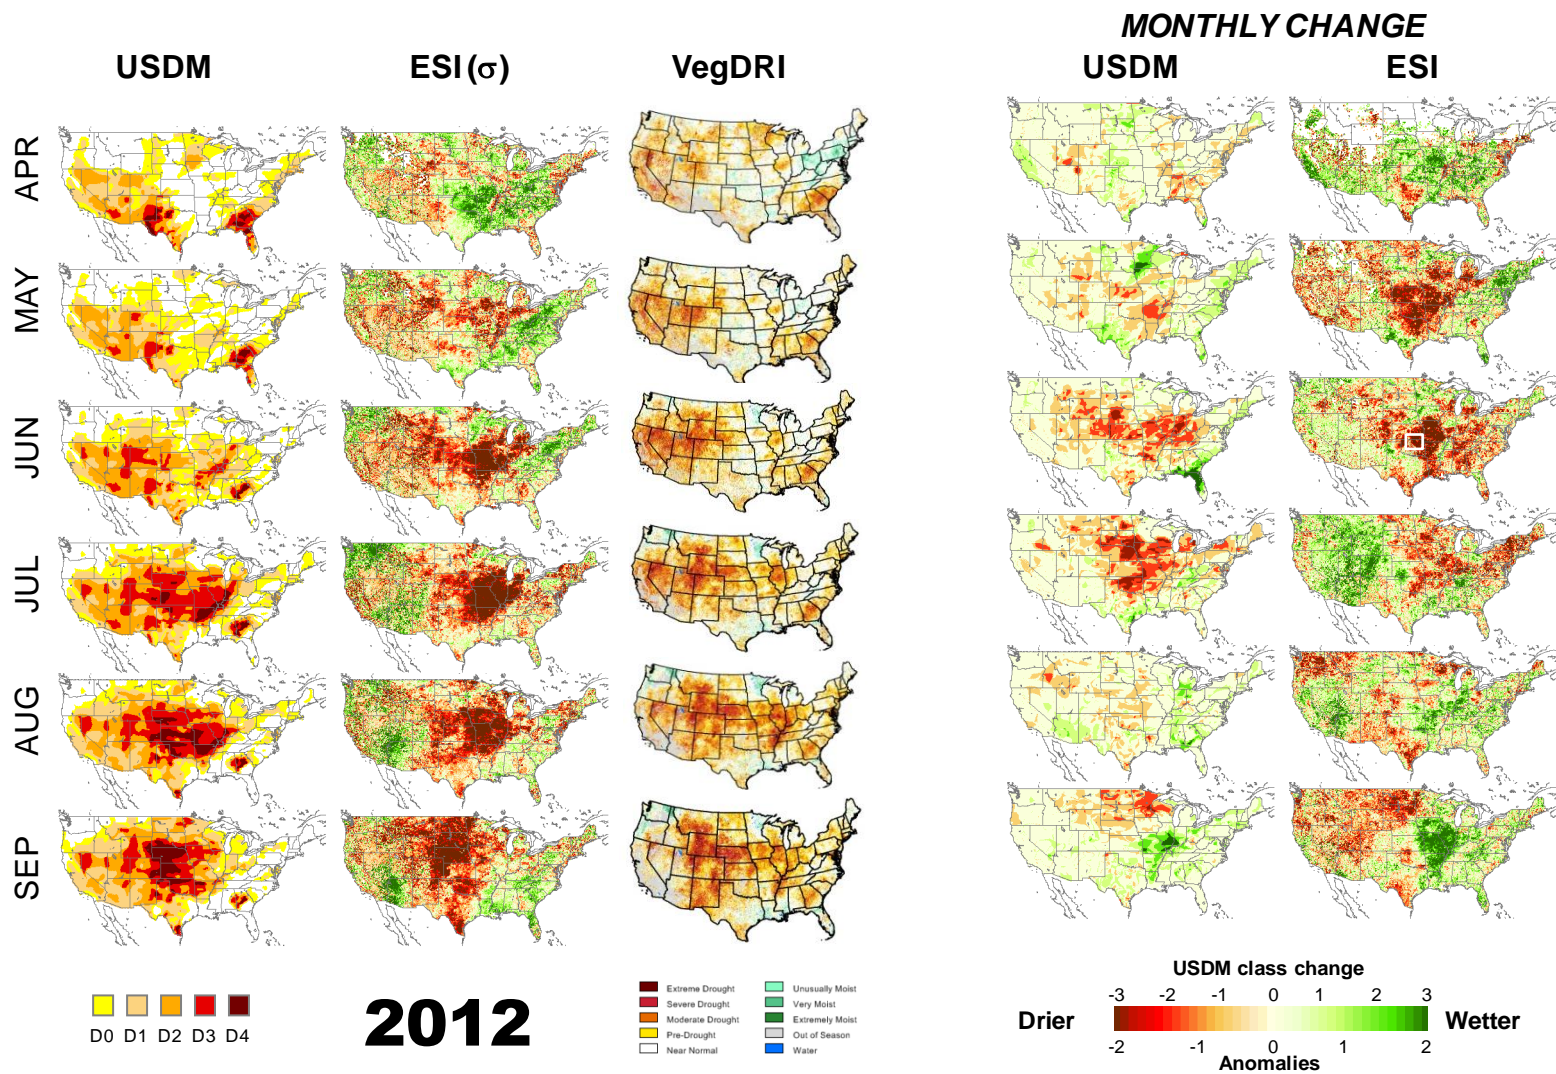 MONTHLY CHANGE
USDM ESI (σ) VegDRI USDM ESI
APR
MAY
JUN
JUL
AUG
SEP
D0 D1 D2 D3 D4
2012
Extreme Drought
Severe Drought
Moderate Drought
Pre-Drought
Near Normal
Unusually Moist
Very Moist
Extremely Moist
Out of Season
Water
USDM class change
-3 -2 -1 0 1 2 3
Drier Wetter
-2 -1 0 1 2
Anomalies